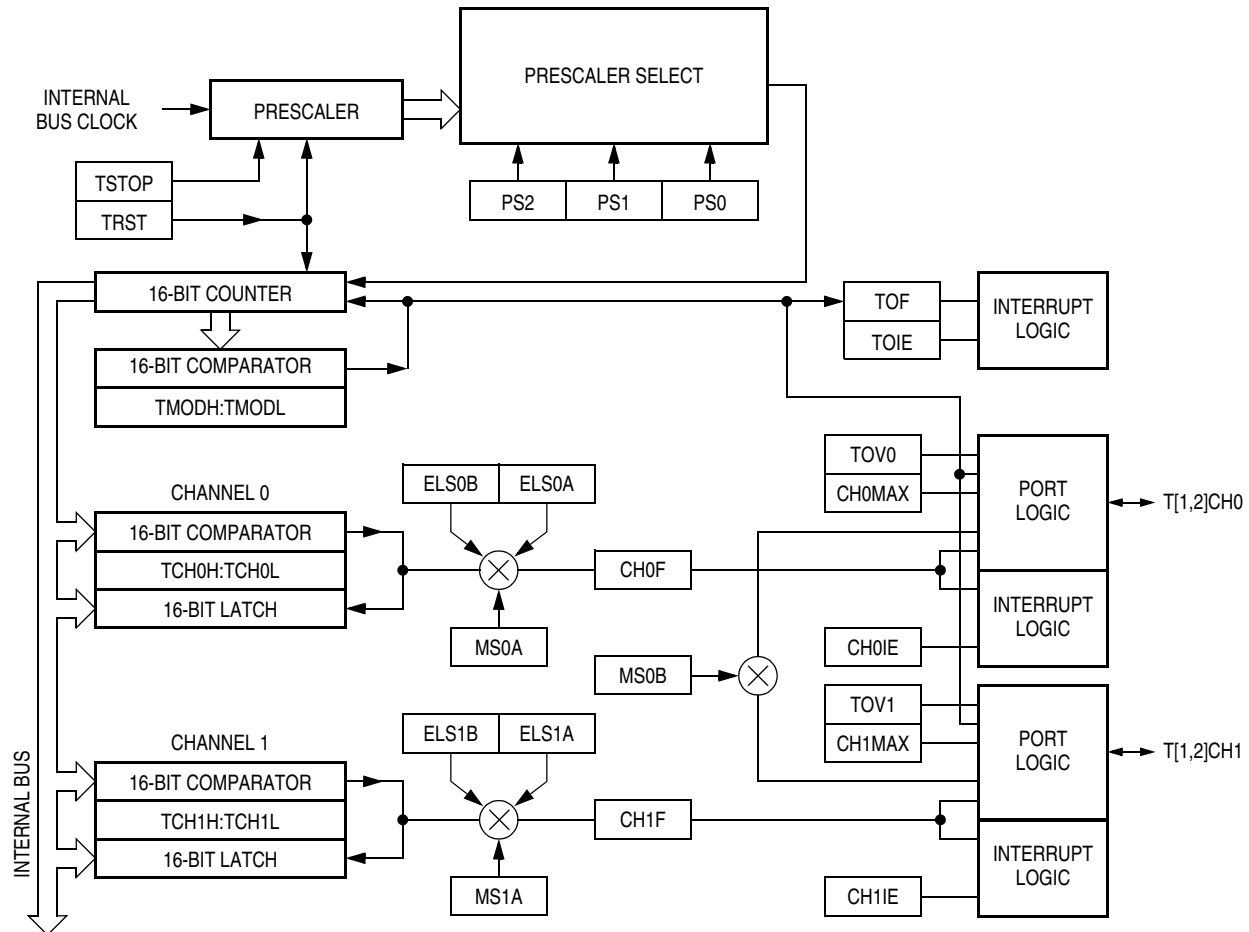 PRESCALER SELECT
INTERNAL
BUS CLOCK
PRESCALER
TSTOP
TRST
PS2
PS1
PS0
16-BIT COUNTER
16-BIT COMPARATOR
TMODH:TMODL
TOF
TOIE
INTERRUPT
LOGIC
CHANNEL 0
16-BIT COMPARATOR
TCH0H:TCH0L
16-BIT LATCH
ELS0B
ELS0A
MS0A
CH0F
TOV0
CH0MAX
PORT
LOGIC
T[1,2]CH0
INTERRUPT
LOGIC
CH0IE
MS0B
CHANNEL 1
16-BIT COMPARATOR
TCH1H:TCH1L
16-BIT LATCH
ELS1B
ELS1A
MS1A
CH1F
TOV1
CH1MAX
PORT
LOGIC
T[1,2]CH1
INTERRUPT
LOGIC
CH1IE
INTERNAL BUS